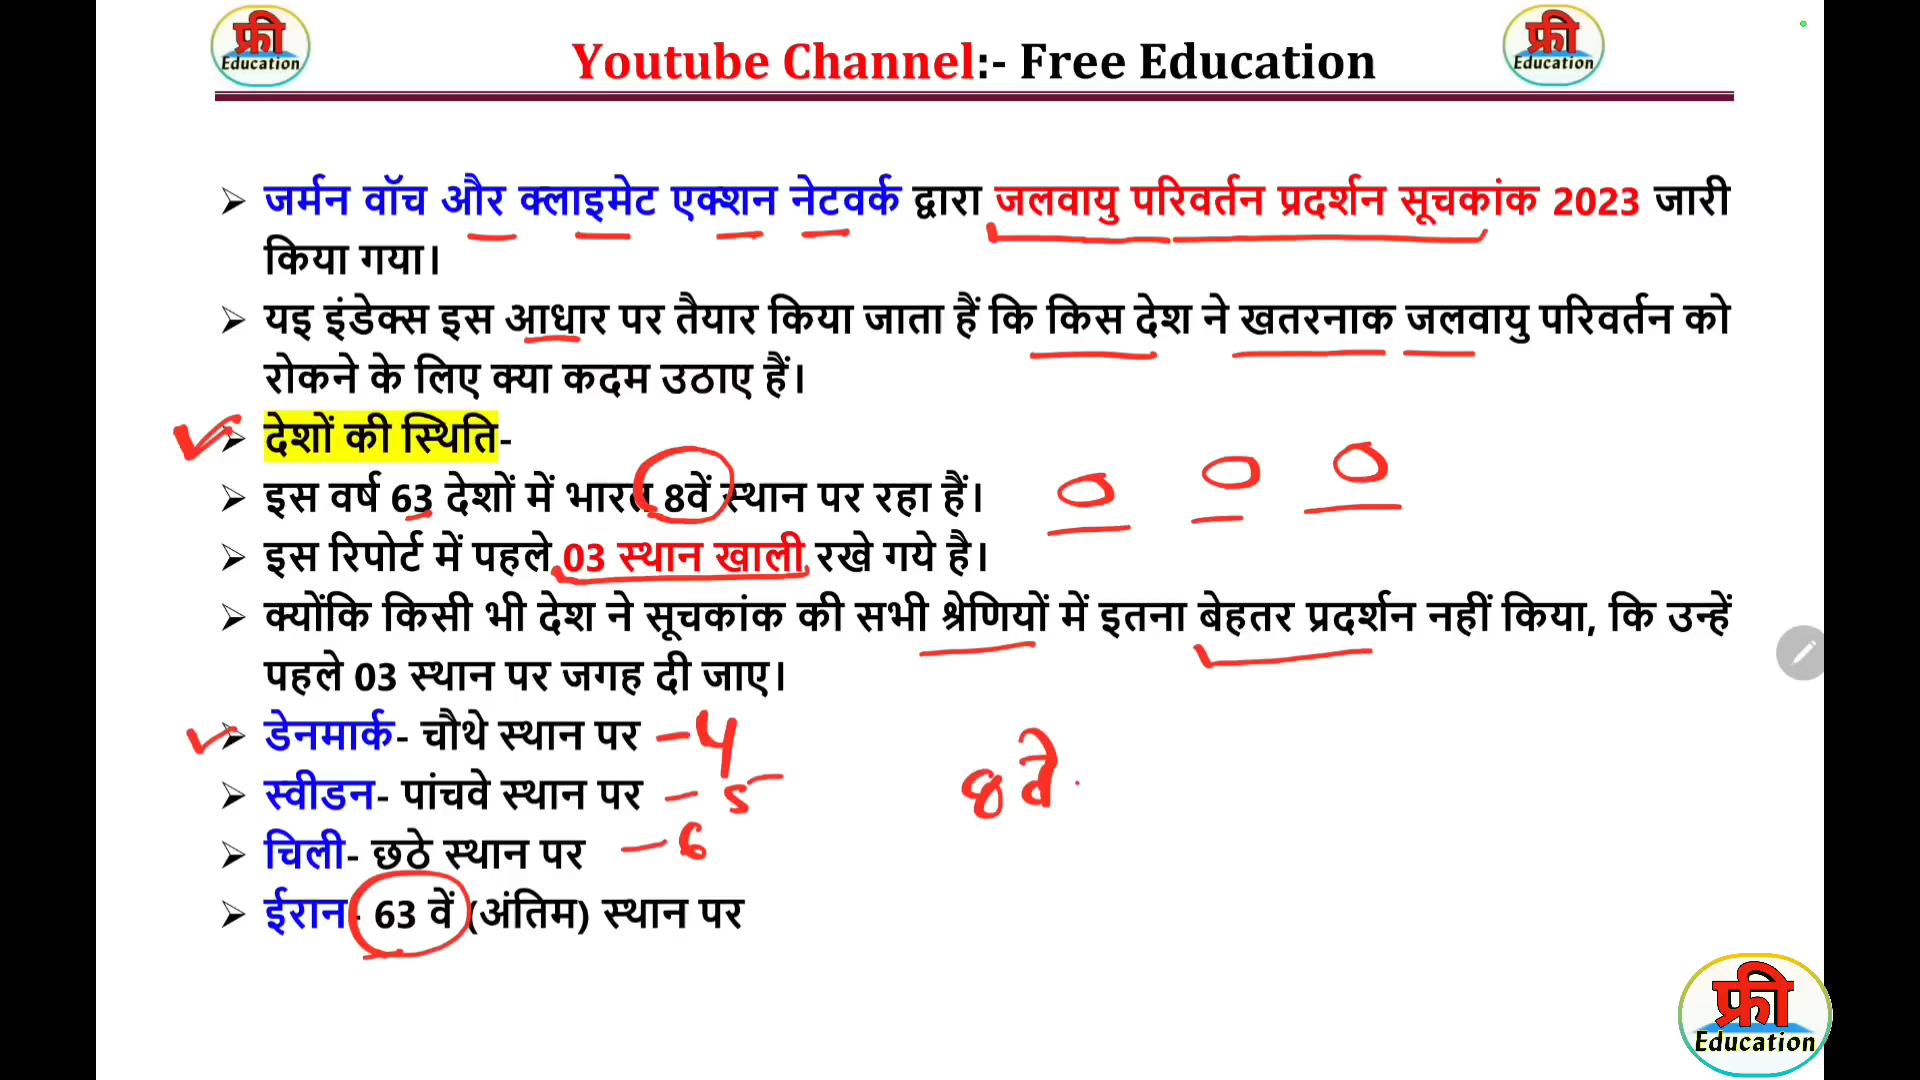 फ्री
Education
Youtube Channel:- Free Education
फ्री
Education
जर्मन वॉच और क्लाइमेट एक्शन नेटवर्क द्वारा जलवायु परिवर्तन प्रदर्शन सूचकांक 2023 जारी
किया गया।
यइ इंडेक्स इस आधार पर तैयार किया जाता हैं कि किस देश ने खतरनाक जलवायु परिवर्तन को
रोकने के लिए क्या कदम उठाए हैं।
देशों की स्थिति-
इस वर्ष 63 देशों में भारत 8वें स्थान पर रहा हैं।
इस रिपोर्ट में पहले 03 स्थान खाली रखे गये है।
क्योंकि किसी भी देश ने सूचकांक की सभी श्रेणियों में इतना बेहतर प्रदर्शन नहीं किया, कि उन्हें
पहले 03 स्थान पर जगह दी जाए।
डेनमार्क- चौथे स्थान पर -4
स्वीडन- पांचवे स्थान पर - 5
8वे
चिली- छठे स्थान पर -6
ईरान- 63 वें (अंतिम) स्थान पर
फ्री
Education